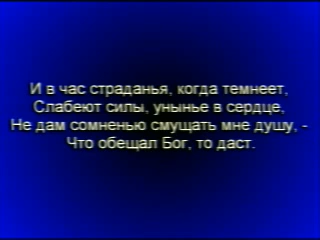 И в час страданья, когда темнеет,
Слабеют силы, унынье в сердце,
Не дам сомненью смущать мне душу, -
Что обещал Бог, то даст.